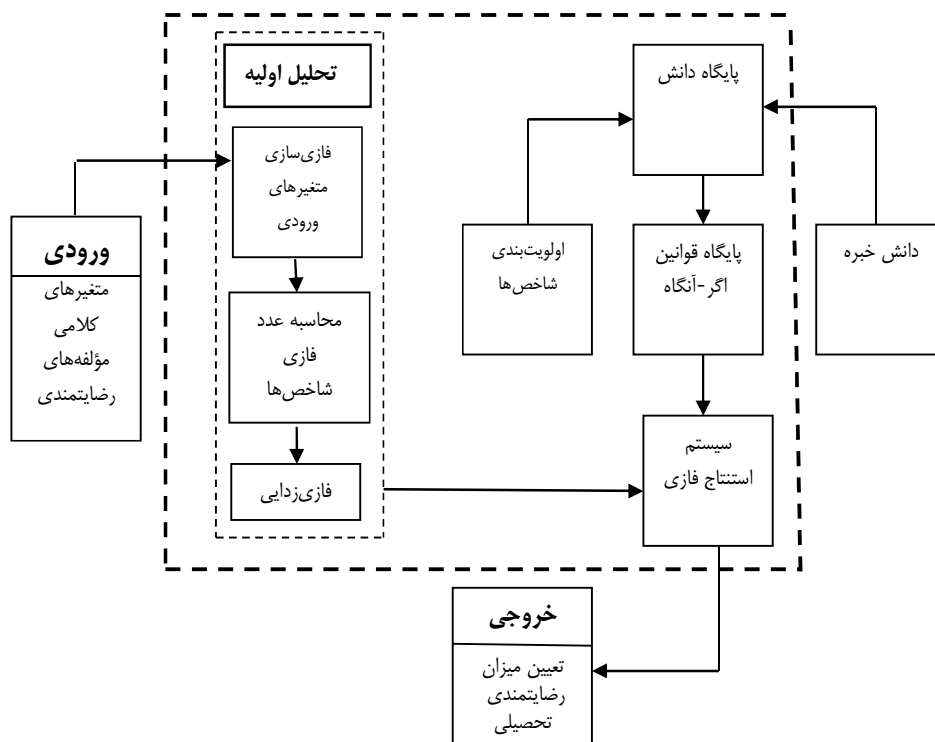 تحلیل اولیه
پایگاه دانش
فازی‌سازی
متغیرهای
ورودی
ورودی
متغیرهای
کلامی
مؤلفه‌های
رضایتمندی
اولویت‌بندی
شاخص‌ها
پایگاه قوانین
اگر-آنگاه
دانش خبره
محاسبه عدد
فازی
شاخص‌ها
فازی‌زدایی
سیستم
استنتاج فازی
خروجی
تعیین میزان
رضایتمندی
تحصیلی